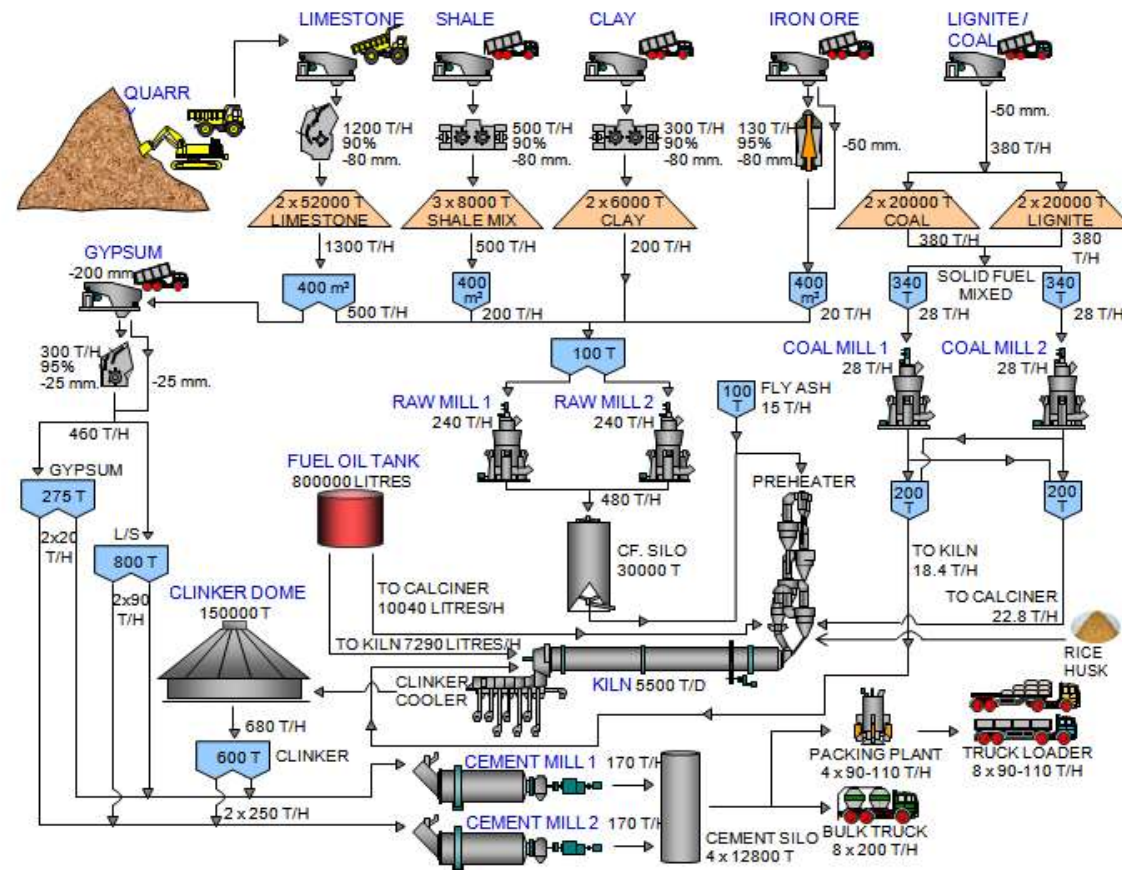 LIMESTONE
SHALE
CLAY
IRON ORE
LIGNITE /
COAL
QUARR
Y
1200 T/H
90%
-80 mm.
500 T/H
90%
-80 mm.
300 T/H
90%
-80 mm.
130 T/H
95%
-80 mm.
-50 mm.
-50 mm.
380 T/H
2 x 52000 T
LIMESTONE
3 x 8000 T
SHALE MIX
2 x 6000 T
CLAY
2 x 20000 T
COAL
2 x 20000 T
LIGNITE
1300 T/H
500 T/H
200 T/H
380 T/H
380
T/H
GYPSUM
-200 mm.
400 m²
400
m²
400
m²
340
T
SOLID FUEL
MIXED
340
T
500 T/H
200 T/H
20 T/H
28 T/H
28 T/H
300 T/H
95%
-25 mm.
-25 mm.
100 T
COAL MILL 1
28 T/H
COAL MILL 2
28 T/H
RAW MILL 1
240 T/H
RAW MILL 2
240 T/H
100
T
FLY ASH
15 T/H
460 T/H
GYPSUM
275 T
FUEL OIL TANK
800000 LITRES
480 T/H
PREHEATER
200
T
200
T
2x20
T/H
L/S
800 T
CF. SILO
30000 T
TO KILN
18.4 T/H
2x90
T/H
CLINKER DOME
150000 T
TO CALCINER
10040 LITRES/H
TO CALCINER
22.8 T/H
TO KILN 7290 LITRES/H
RICE
HUSK
CLINKER
COOLER
KILN 5500 T/D
680 T/H
600 T
CLINKER
PACKING PLANT
4 x 90-110 T/H
TRUCK LOADER
8 x 90-110 T/H
CEMENT MILL 1
170 T/H
2 x 250 T/H
CEMENT MILL 2
170 T/H
CEMENT SILO
4 x 12800 T
BULK TRUCK
8 x 200 T/H